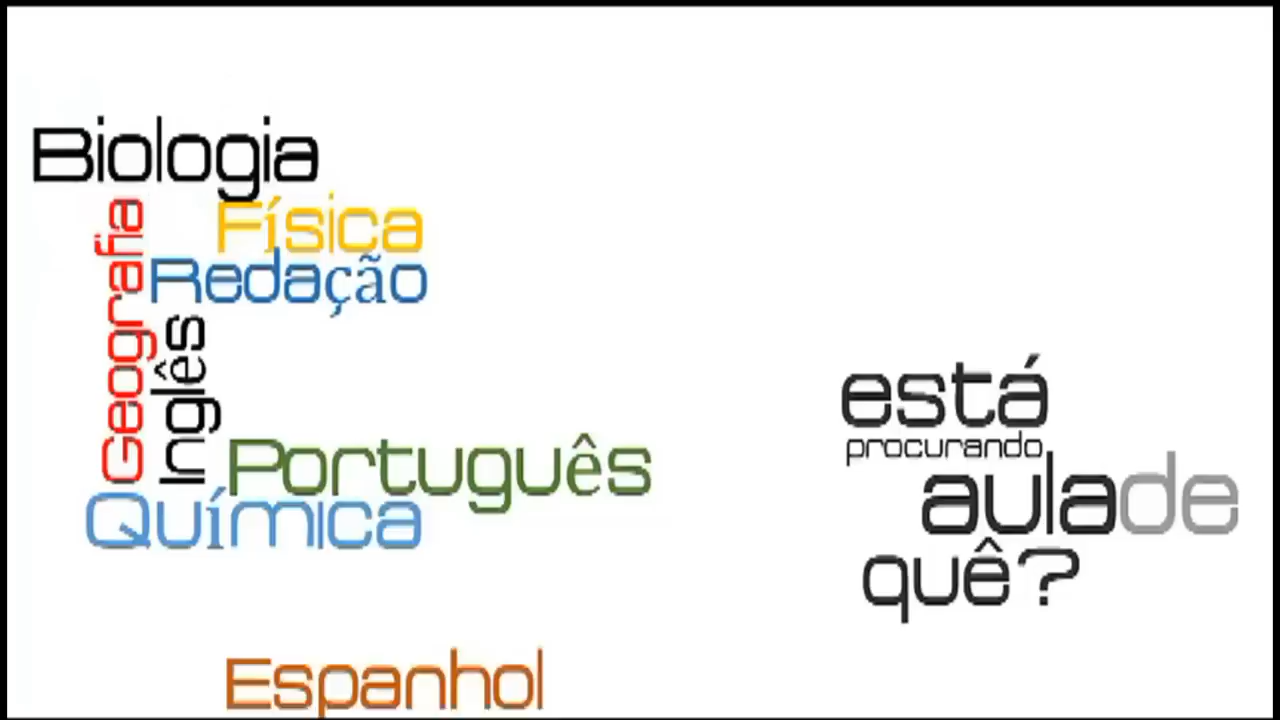 Biologia
Física
Geografia
Redação
Inglês
Português
Química
Espanhol
está
procurando
aulade
quê?